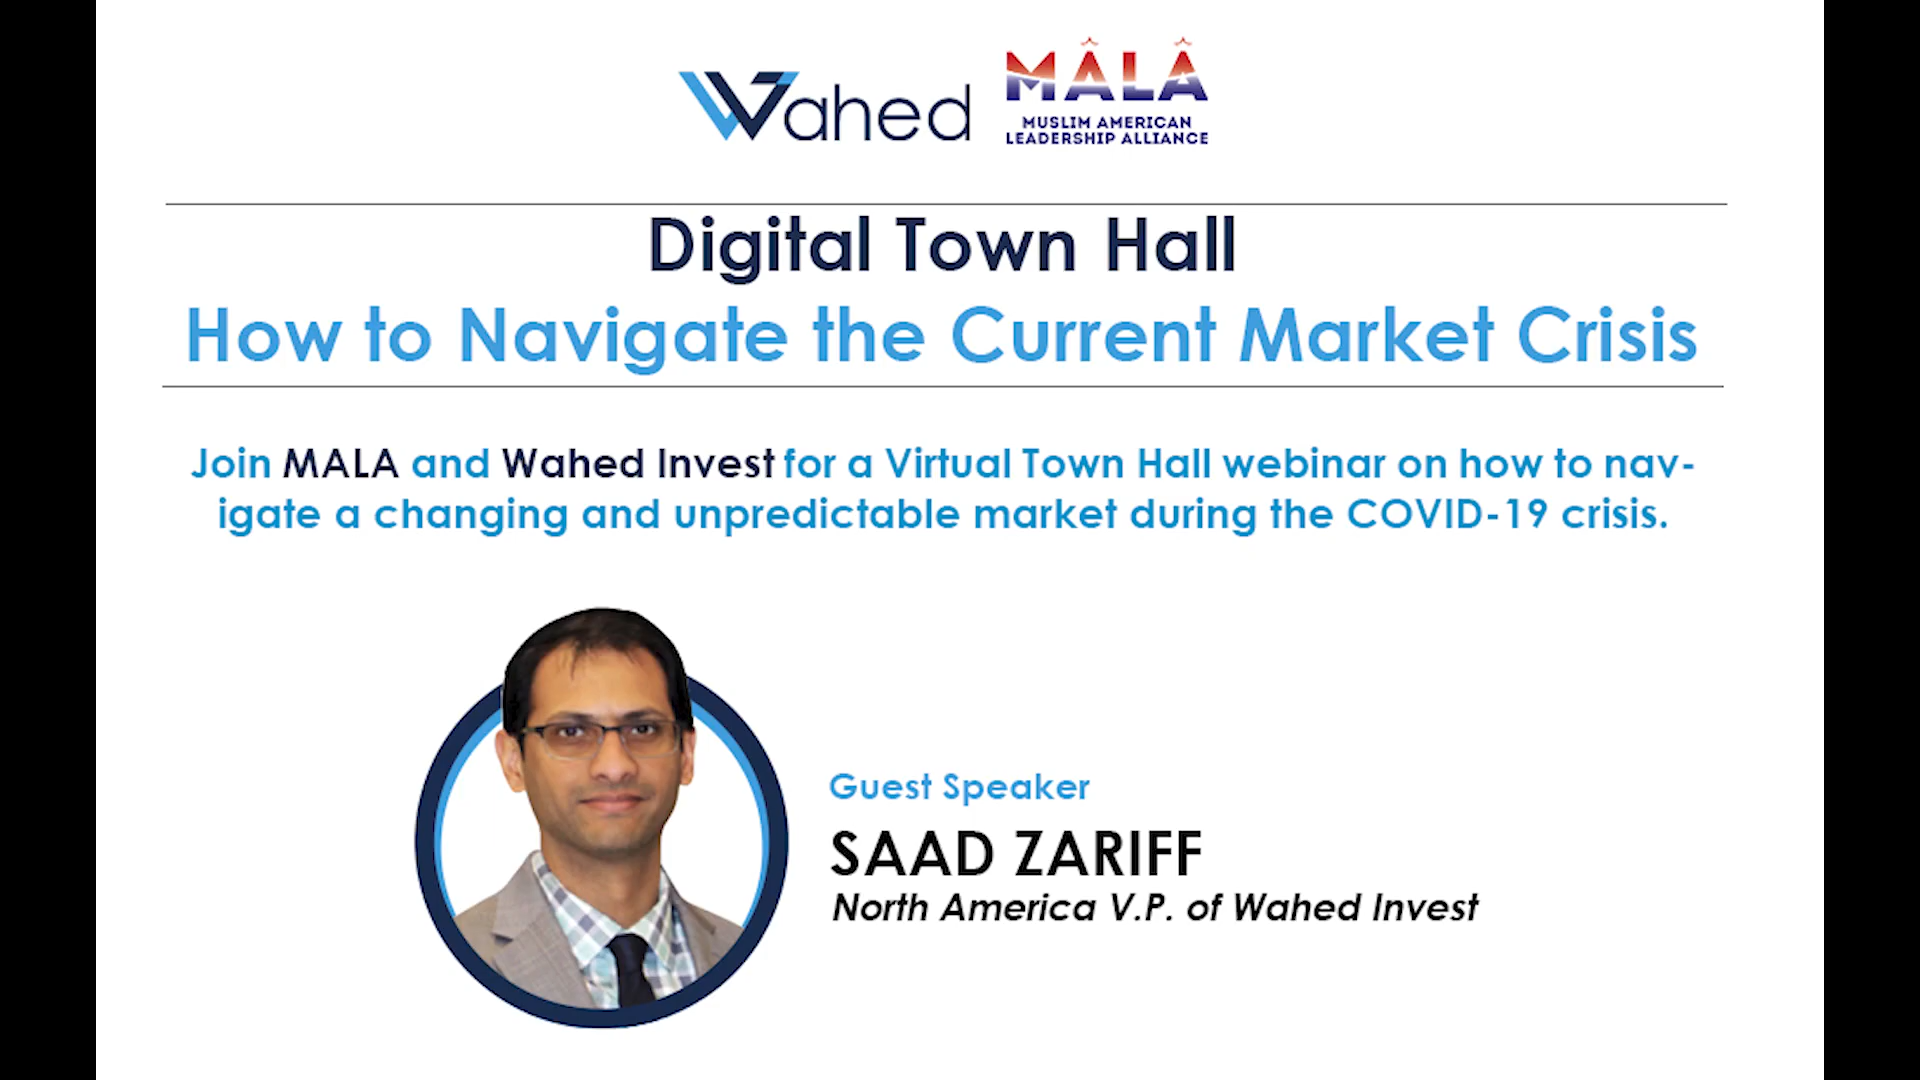 Wahed
MÂLÂ
MUSLIM AMERICAN
LEADERSHIP ALLIANCE
Digital Town Hall
How to Navigate the Current Market Crisis
Join MALA and Wahed Invest for a Virtual Town Hall webinar on how to nav-
igate a changing and unpredictable market during the COVID-19 crisis.
Guest Speaker
SAAD ZARIFF
North America V.P. of Wahed Invest